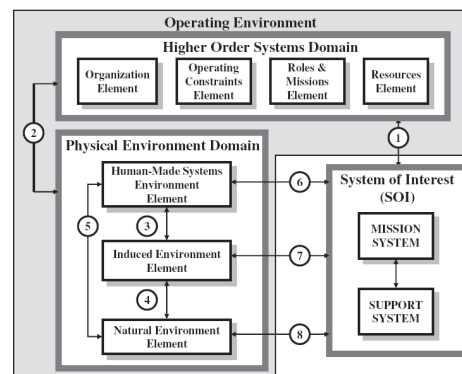 Operating Environment
Higher Order Systems Domain
Organization
Element
Operating
Constraints
Element
Roles &
Missions
Element
Resources
Element
2
1
Physical Environment Domain
Human-Made Systems
Environment
Element
6
System of Interest
(SOI)
5
3
MISSION
SYSTEM
Induced Environment
Element
7
4
SUPPORT
SYSTEM
Natural Environment
Element
8